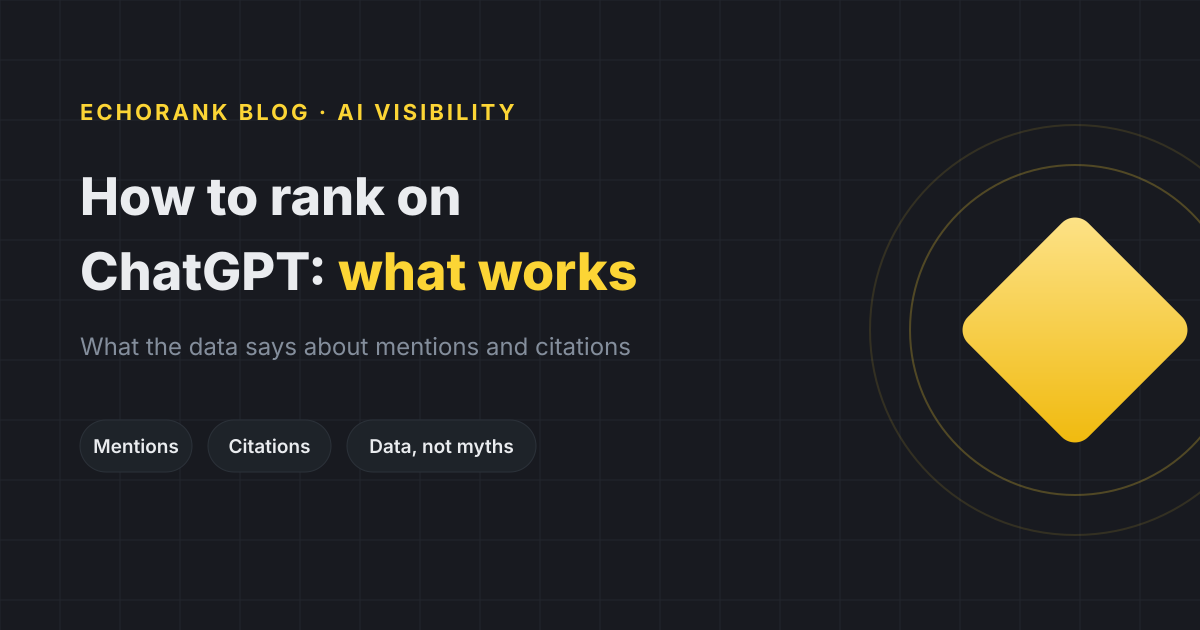 ECHORANK BLOG · AI VISIBILITY
How to rank on
ChatGPT: what works
What the data says about mentions and citations
Mentions
Citations
Data, not myths